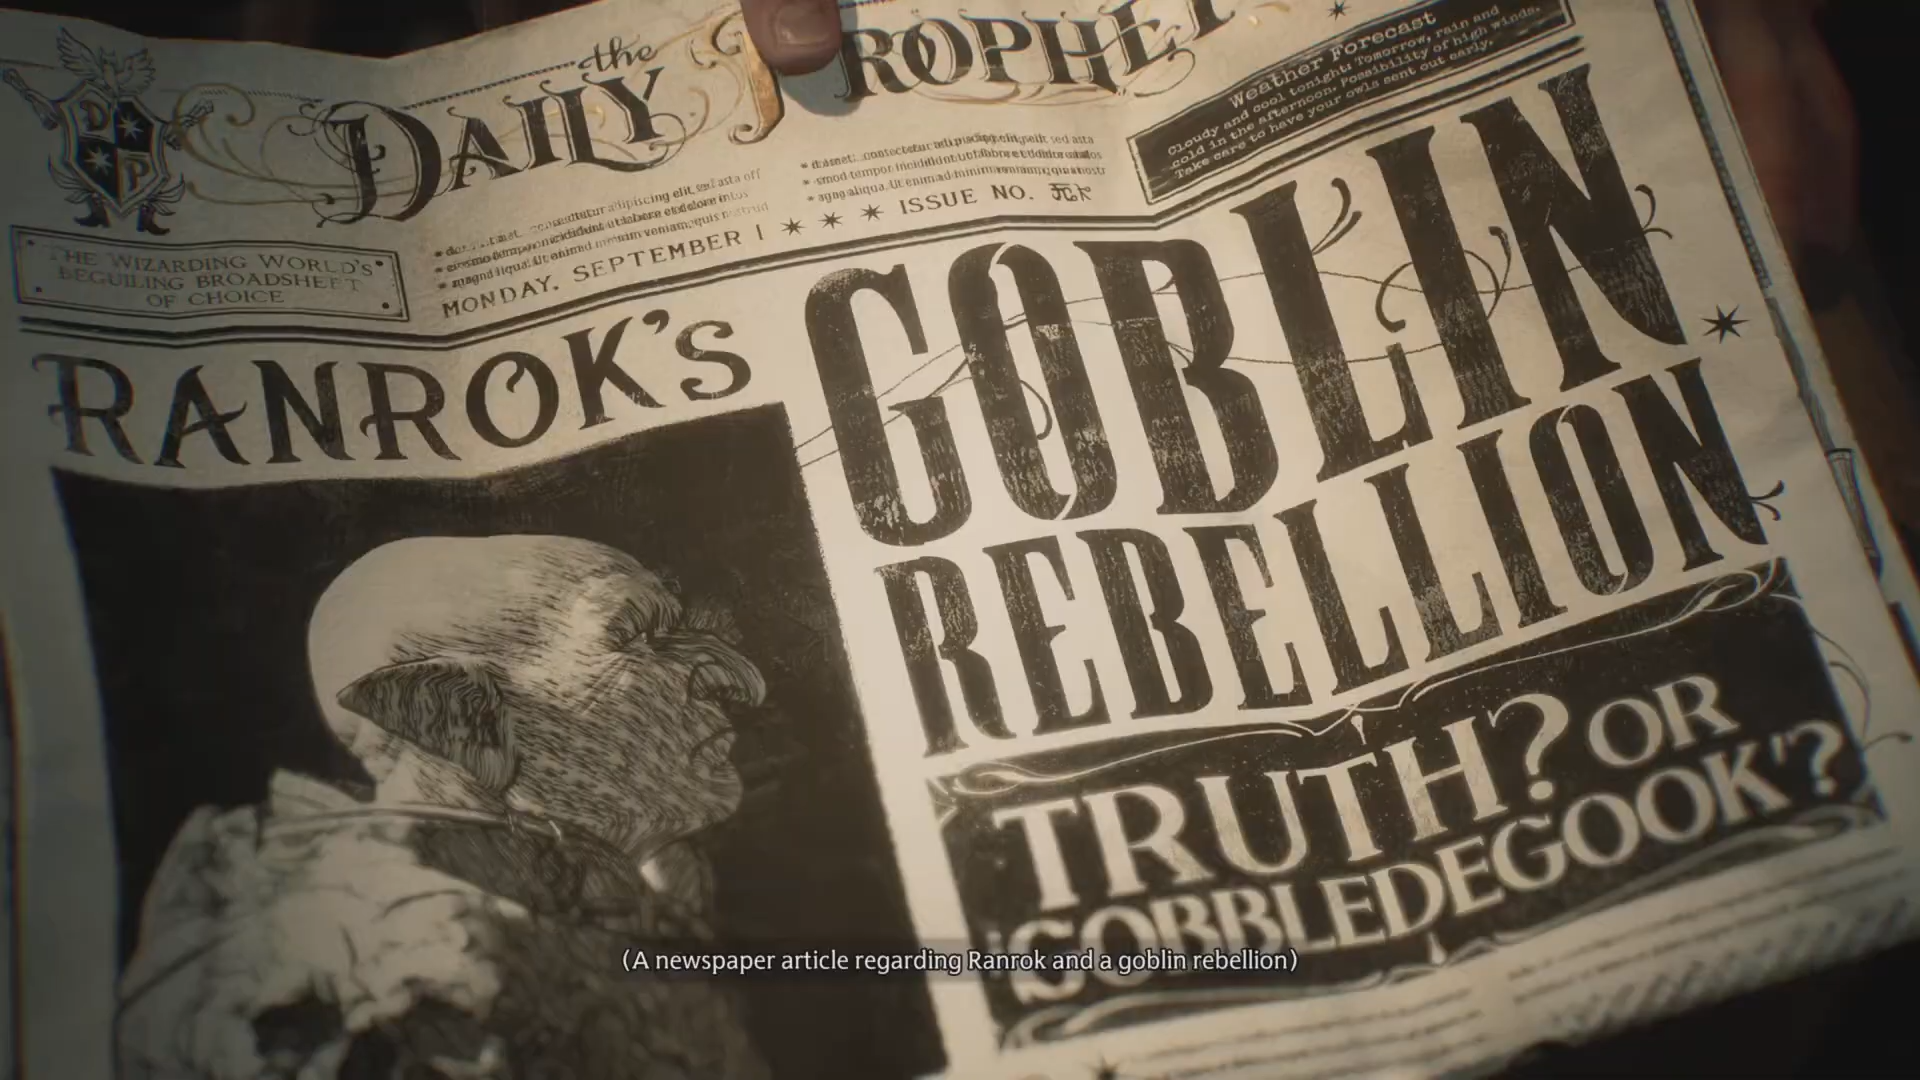 the
DAILY PROPHET
D P
Weather Forecast
Cloudy and cool tonight: Tomorrow, rain and
cold in the afternoon. Possibility of high winds.
Take care to have your owls sent out early.
THE WIZARDING WORLD'S
BEGUILING BROADSHEET
OF CHOICE
MONDAY, SEPTEMBER 1 ISSUE NO.
RANROK'S
GOBLIN
REBELLION
TRUTH? OR
'GOBBLEDEGOOK'?
(A newspaper article regarding Ranrok and a goblin rebellion)